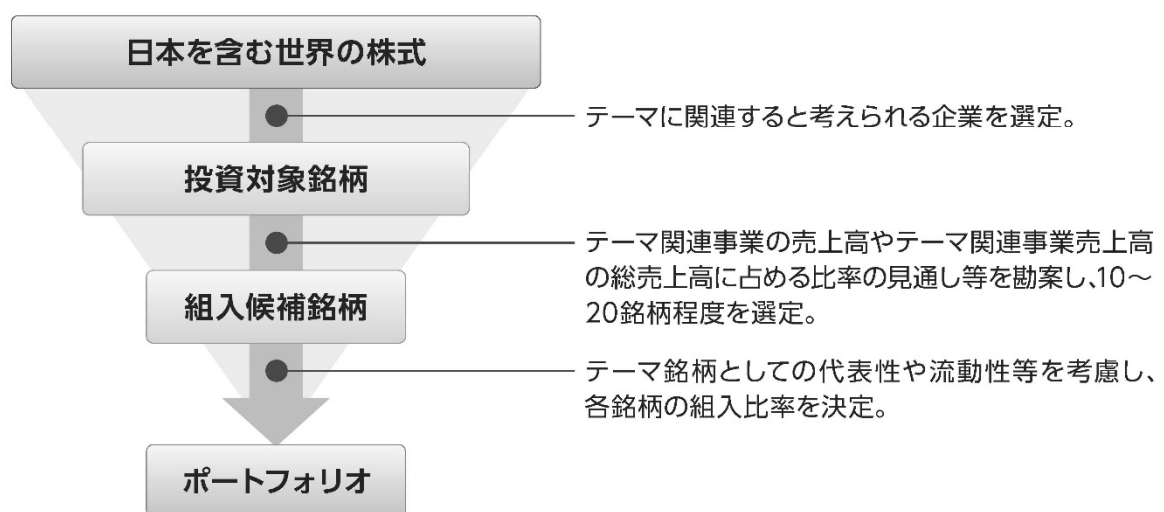 日本を含む世界の株式
テーマに関連すると考えられる企業を選定。
投資対象銘柄
テーマ関連事業の売上高やテーマ関連事業売上高
の総売上高に占める比率の見通し等を勘案し、10～
20銘柄程度を選定。
組入候補銘柄
テーマ銘柄としての代表性や流動性等を考慮し、
各銘柄の組入比率を決定。
ポートフォリオ